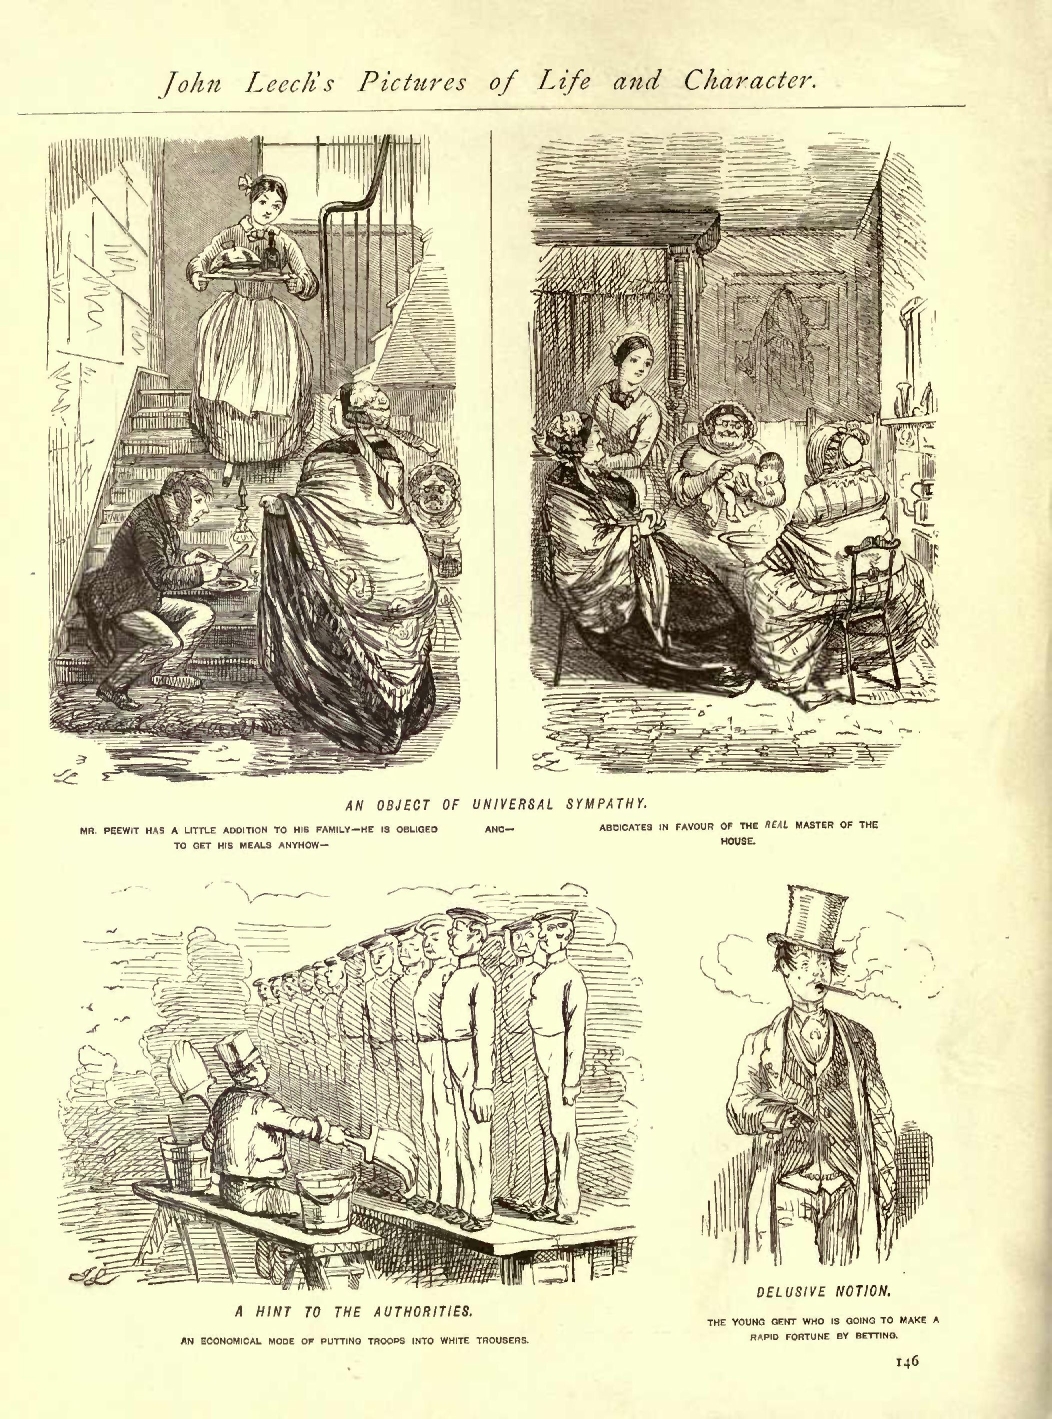 John Leech's Pictures of Life and Character.
AN OBJECT OF UNIVERSAL SYMPATHY.
MR. PEEWIT HAS A LITTLE ADDITION TO HIS FAMILY—HE IS OBLIGED
TO GET HIS MEALS ANYHOW—
AND—
ABDICATES IN FAVOUR OF THE REAL MASTER OF THE
HOUSE.
A HINT TO THE AUTHORITIES.
AN ECONOMICAL MODE OF PUTTING TROOPS INTO WHITE TROUSERS.
DELUSIVE NOTION.
THE YOUNG GENT WHO IS GOING TO MAKE A
RAPID FORTUNE BY BETTING.
146